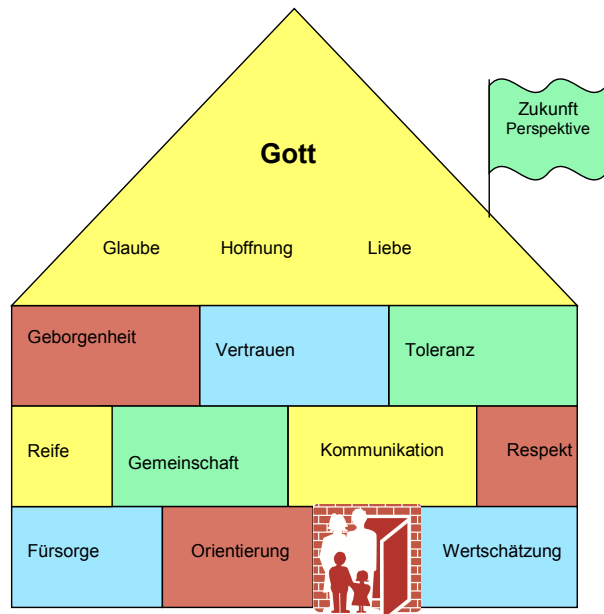 Zukunft
Perspektive
Gott
Glaube Hoffnung Liebe
Geborgenheit Vertrauen Toleranz
Reife Gemeinschaft Kommunikation Respekt
Fürsorge Orientierung Wertschätzung